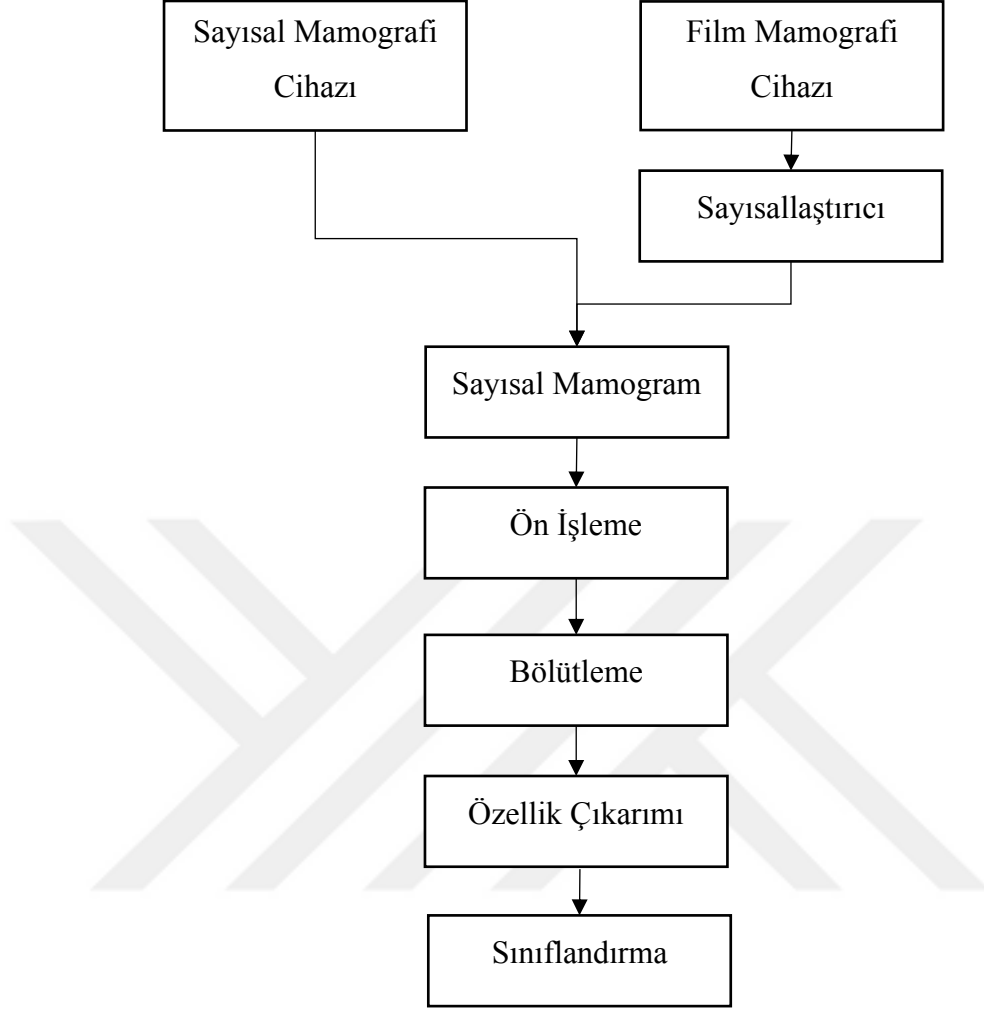 Sayısal Mamografi
Cihazı
Film Mamografi
Cihazı
Sayısallaştırıcı
Sayısal Mamogram
Ön İşleme
Bölütleme
Özellik Çıkarımı
Sınıflandırma